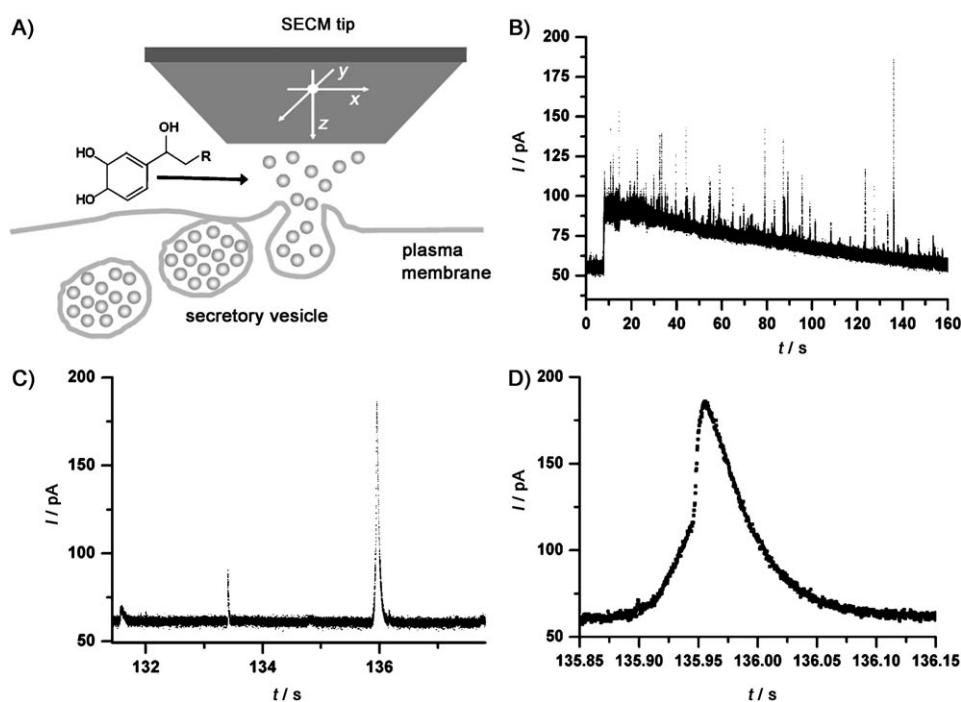 A)
SECM tip
y
x
z
OH
HO
R
HO
plasma
membrane
secretory vesicle
B)
200
175
150
125
100
75
50
I / pA
0 20 40 60 80 100 120 140 160
t / s
C)
200
150
100
50
I / pA
132 134 136
t / s
D)
200
150
100
50
I / pA
135.85 135.90 135.95 136.00 136.05 136.10 136.15
t / s